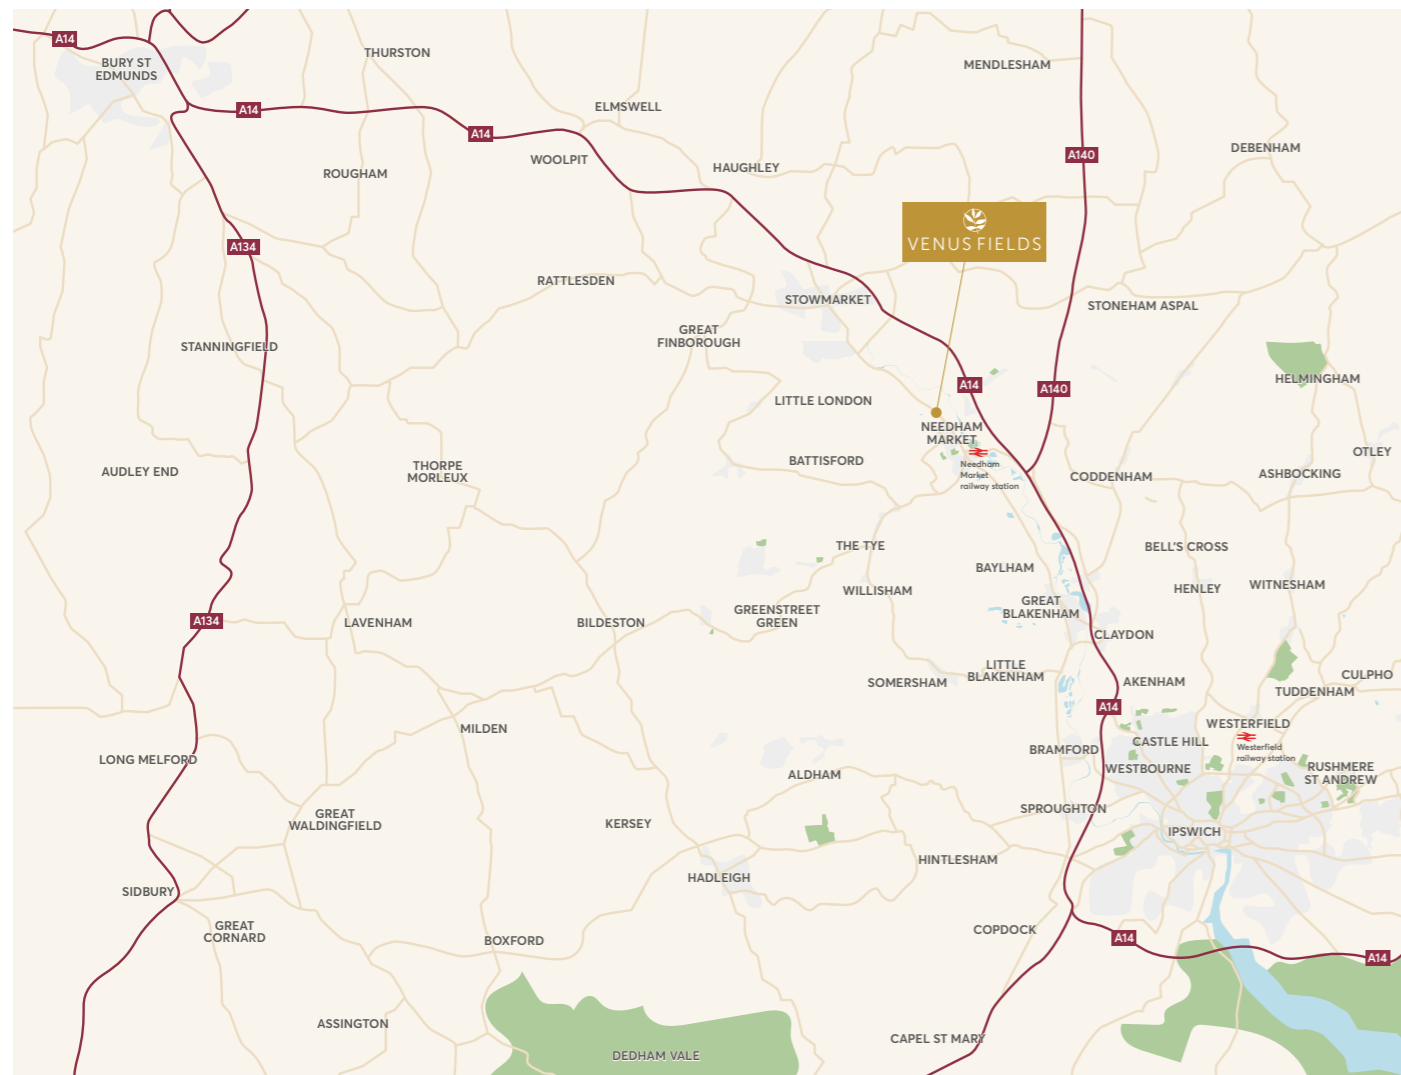 A14
THURSTON
BURY ST
EDMUNDS
MENDLESHAM
A14
ELMSWELL
A14
WOOLPIT
A140
DEBENHAM
HAUGHLEY
ROUGHAM
VENUS FIELDS
A134
RATTLESDEN
STOWMARKET
STONEHAM ASPAL
GREAT
FINBOROUGH
STANNINGFIELD
HELMINGHAM
A14
A140
LITTLE LONDON
NEEDHAM
MARKET
OTLEY
BATTISFORD
Needham
Market
railway station
AUDLEY END
THORPE
MORLEUX
CODDENHAM
ASHBOCKING
THE TYE
BELL'S CROSS
BAYLHAM
WILLISHAM
HENLEY
WITNESHAM
GREAT
BLAKENHAM
GREENSTREET
GREEN
A134
LAVENHAM
BILDESTON
CLAYDON
LITTLE
BLAKENHAM
SOMERSHAM
AKENHAM
CULPHO
TUDDENHAM
A14
WESTERFIELD
MILDEN
CASTLE HILL
BRAMFORD
Westerfield
railway station
LONG MELFORD
WESTBOURNE
RUSHMERE
ST ANDREW
ALDHAM
SPROUGHTON
GREAT
WALDINGFIELD
KERSEY
IPSWICH
HINTLESHAM
HADLEIGH
SIDBURY
GREAT
CORNARD
COPDOCK
A14
BOXFORD
A14
ASSINGTON
CAPEL ST MARY
DEDHAM VALE